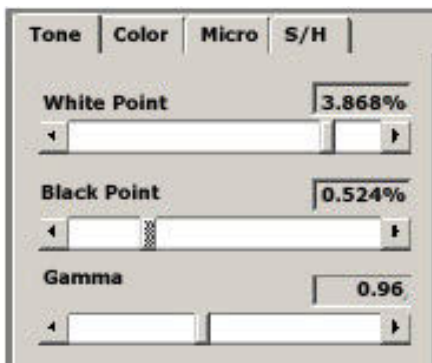 Tone Color Micro S/H
White Point 3.868%
Black Point 0.524%
Gamma 0.96